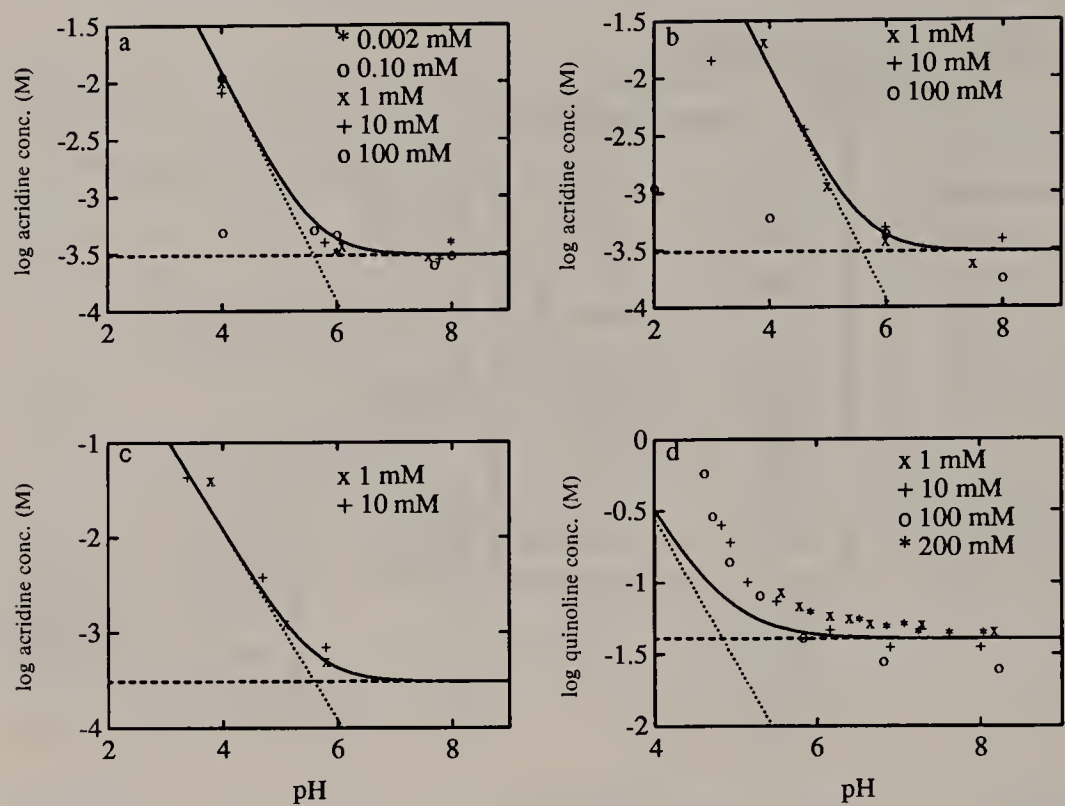 a
* 0.002 mM
o 0.10 mM
x 1 mM
+ 10 mM
o 100 mM
-1.5
-2
-2.5
-3
-3.5
-4
2
4
6
8
log acridine conc. (M)
b
x 1 mM
+ 10 mM
o 100 mM
-1.5
-2
-2.5
-3
-3.5
-4
2
4
6
8
log acridine conc. (M)
c
x 1 mM
+ 10 mM
-1
-2
-3
-4
2
4
6
8
log acridine conc. (M)
pH
d
x 1 mM
+ 10 mM
o 100 mM
* 200 mM
0
-0.5
-1
-1.5
-2
4
6
8
log quinoline conc. (M)
pH